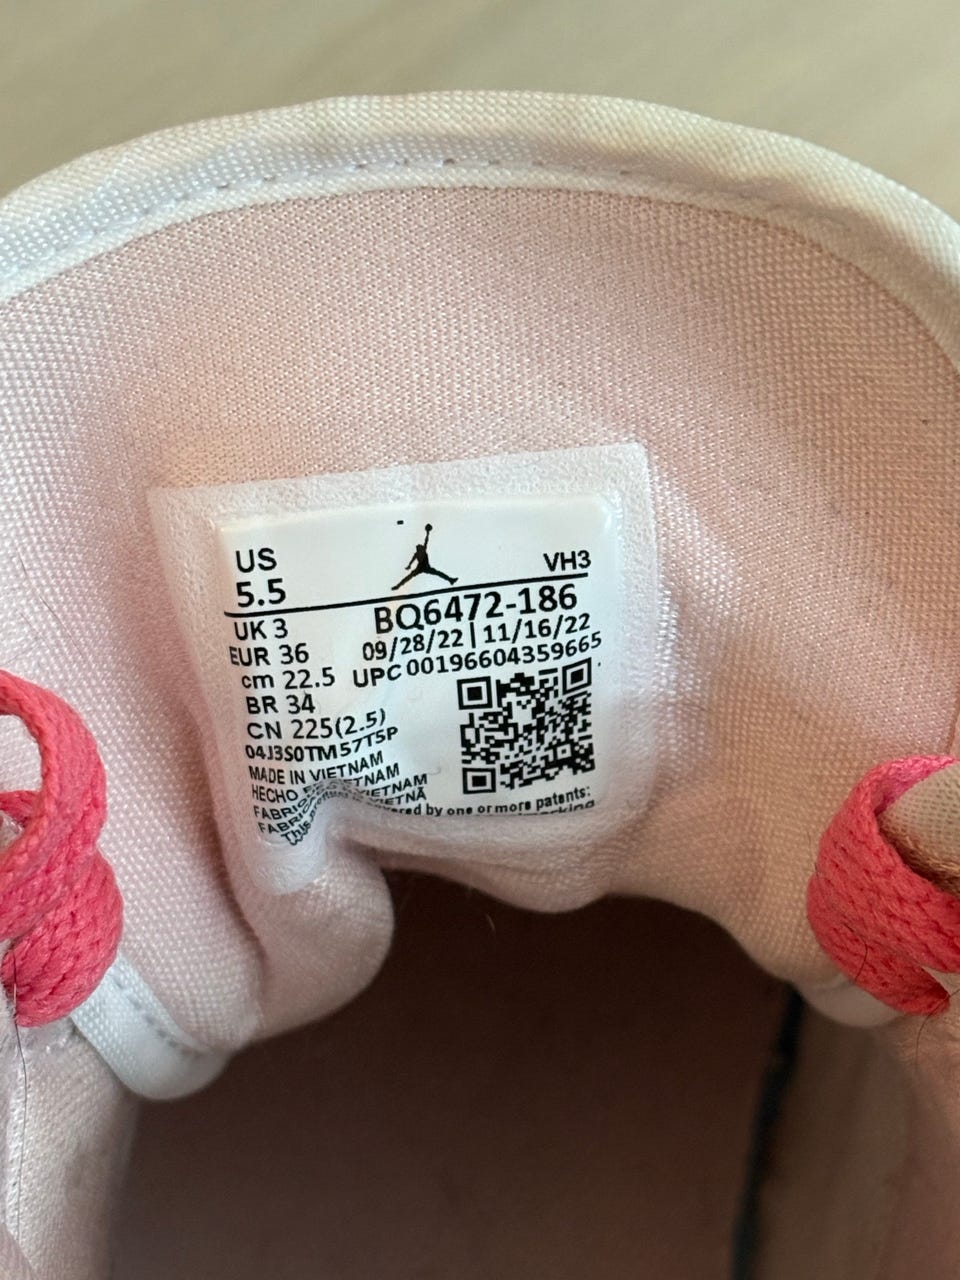 US
5.5
VH3
BQ6472-186
UK 3
09/28/22 | 11/16/22
EUR 36
UPC 00196604359665
cm 22.5
BR 34
CN 225(2.5)
04J3S0TM57T5P
MADE IN VIETNAM
HECHO
VIETNAM
This
by one or more patents: